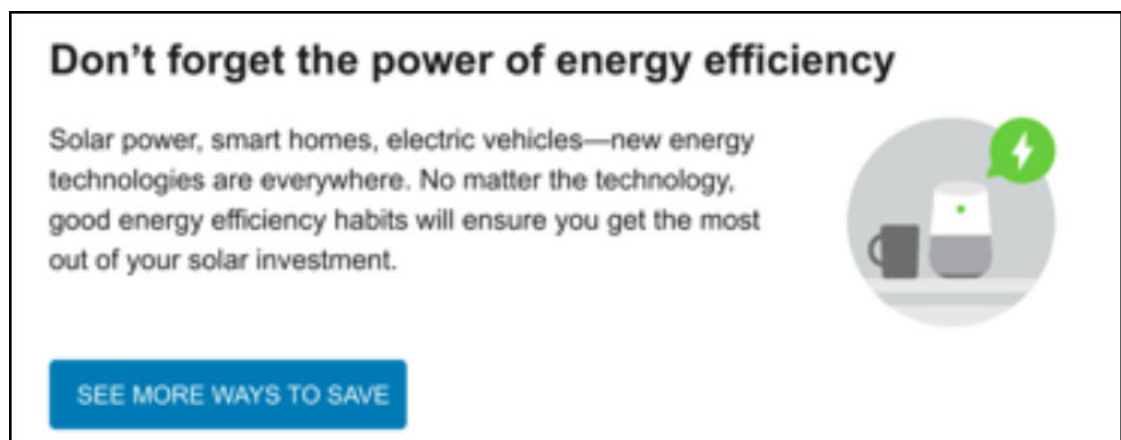 Don’t forget the power of energy efficiency
Solar power, smart homes, electric vehicles—new energy
technologies are everywhere. No matter the technology,
good energy efficiency habits will ensure you get the most
out of your solar investment.
SEE MORE WAYS TO SAVE